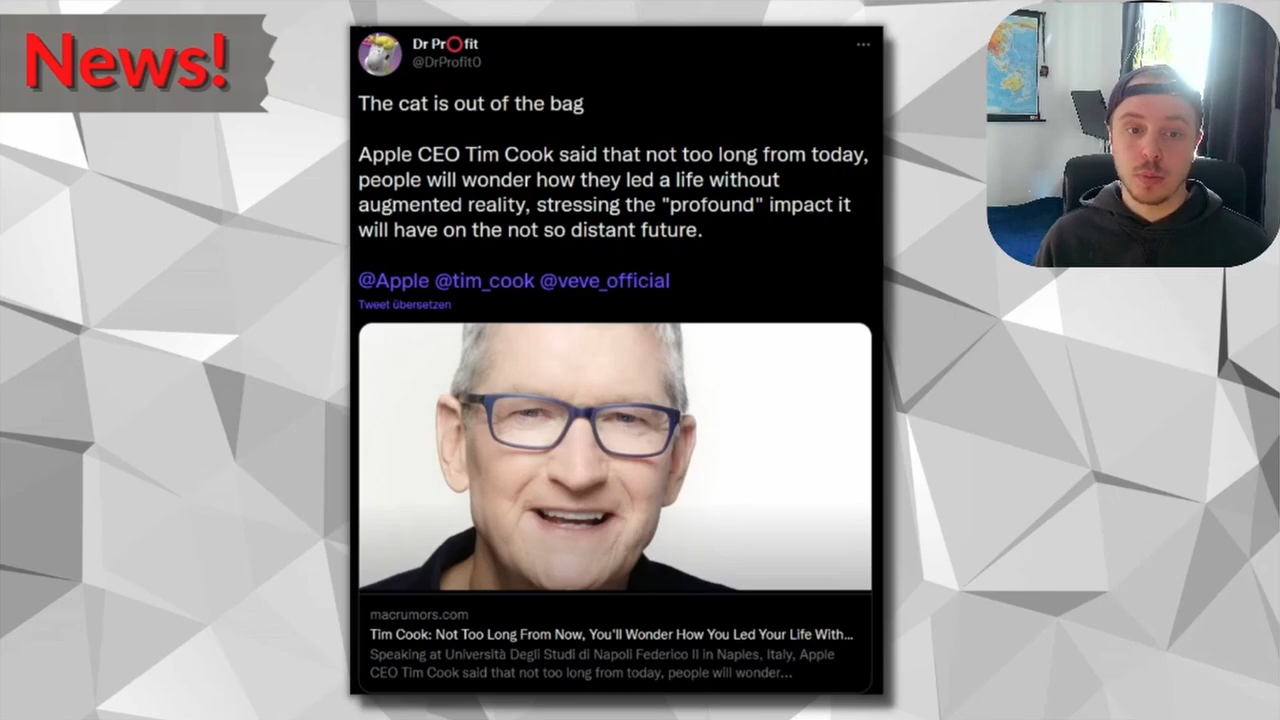 News!
Dr Pr⭕fit
@DrProfit0
The cat is out of the bag
Apple CEO Tim Cook said that not too long from today,
people will wonder how they led a life without
augmented reality, stressing the "profound" impact it
will have on the not so distant future.
@Apple @tim_cook @veve_official
Tweet übersetzen
macrumors.com
Tim Cook: Not Too Long From Now, You'll Wonder How You Led Your Life With...
Speaking at Università Degli Studi di Napoli Federico II in Naples, Italy, Apple
CEO Tim Cook said that not too long from today, people will wonder...